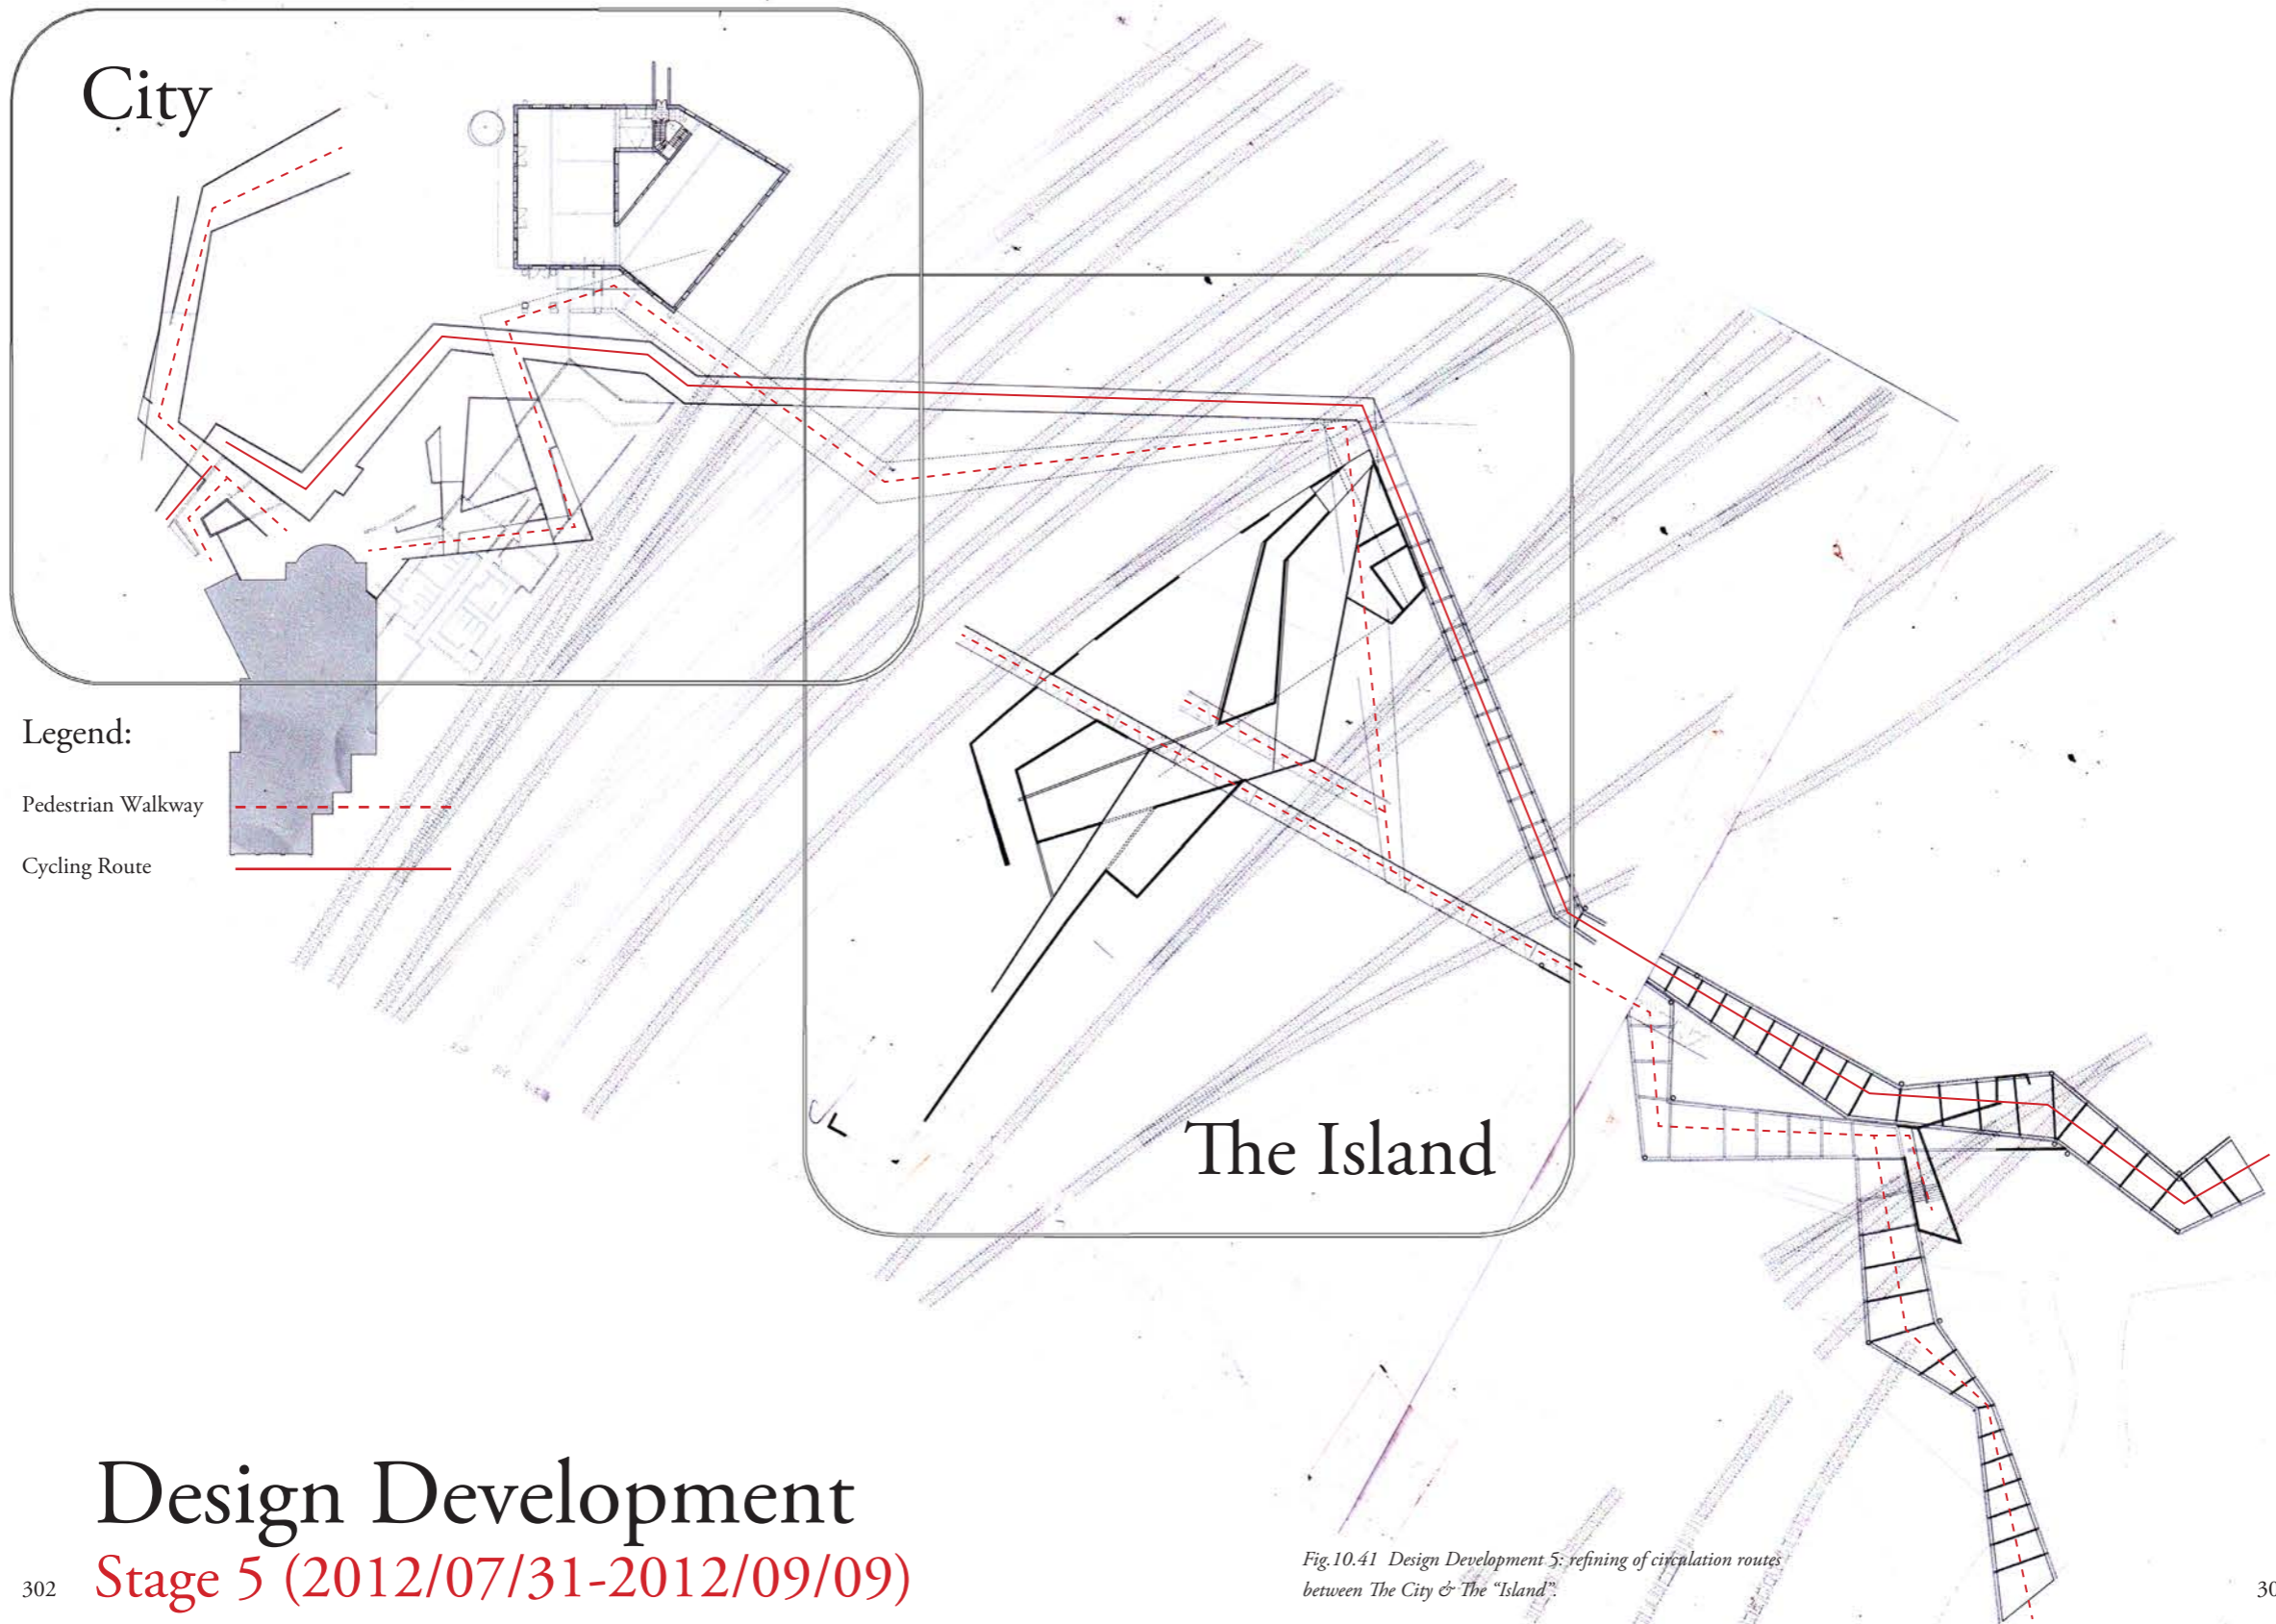 City
The Island
Legend:
Pedestrian Walkway
Cycling Route
Design Development
Stage 5 (2012/07/31-2012/09/09)
302
Fig.10.41 Design Development 5: refining of circulation routes
between The City & The “Island”.
30